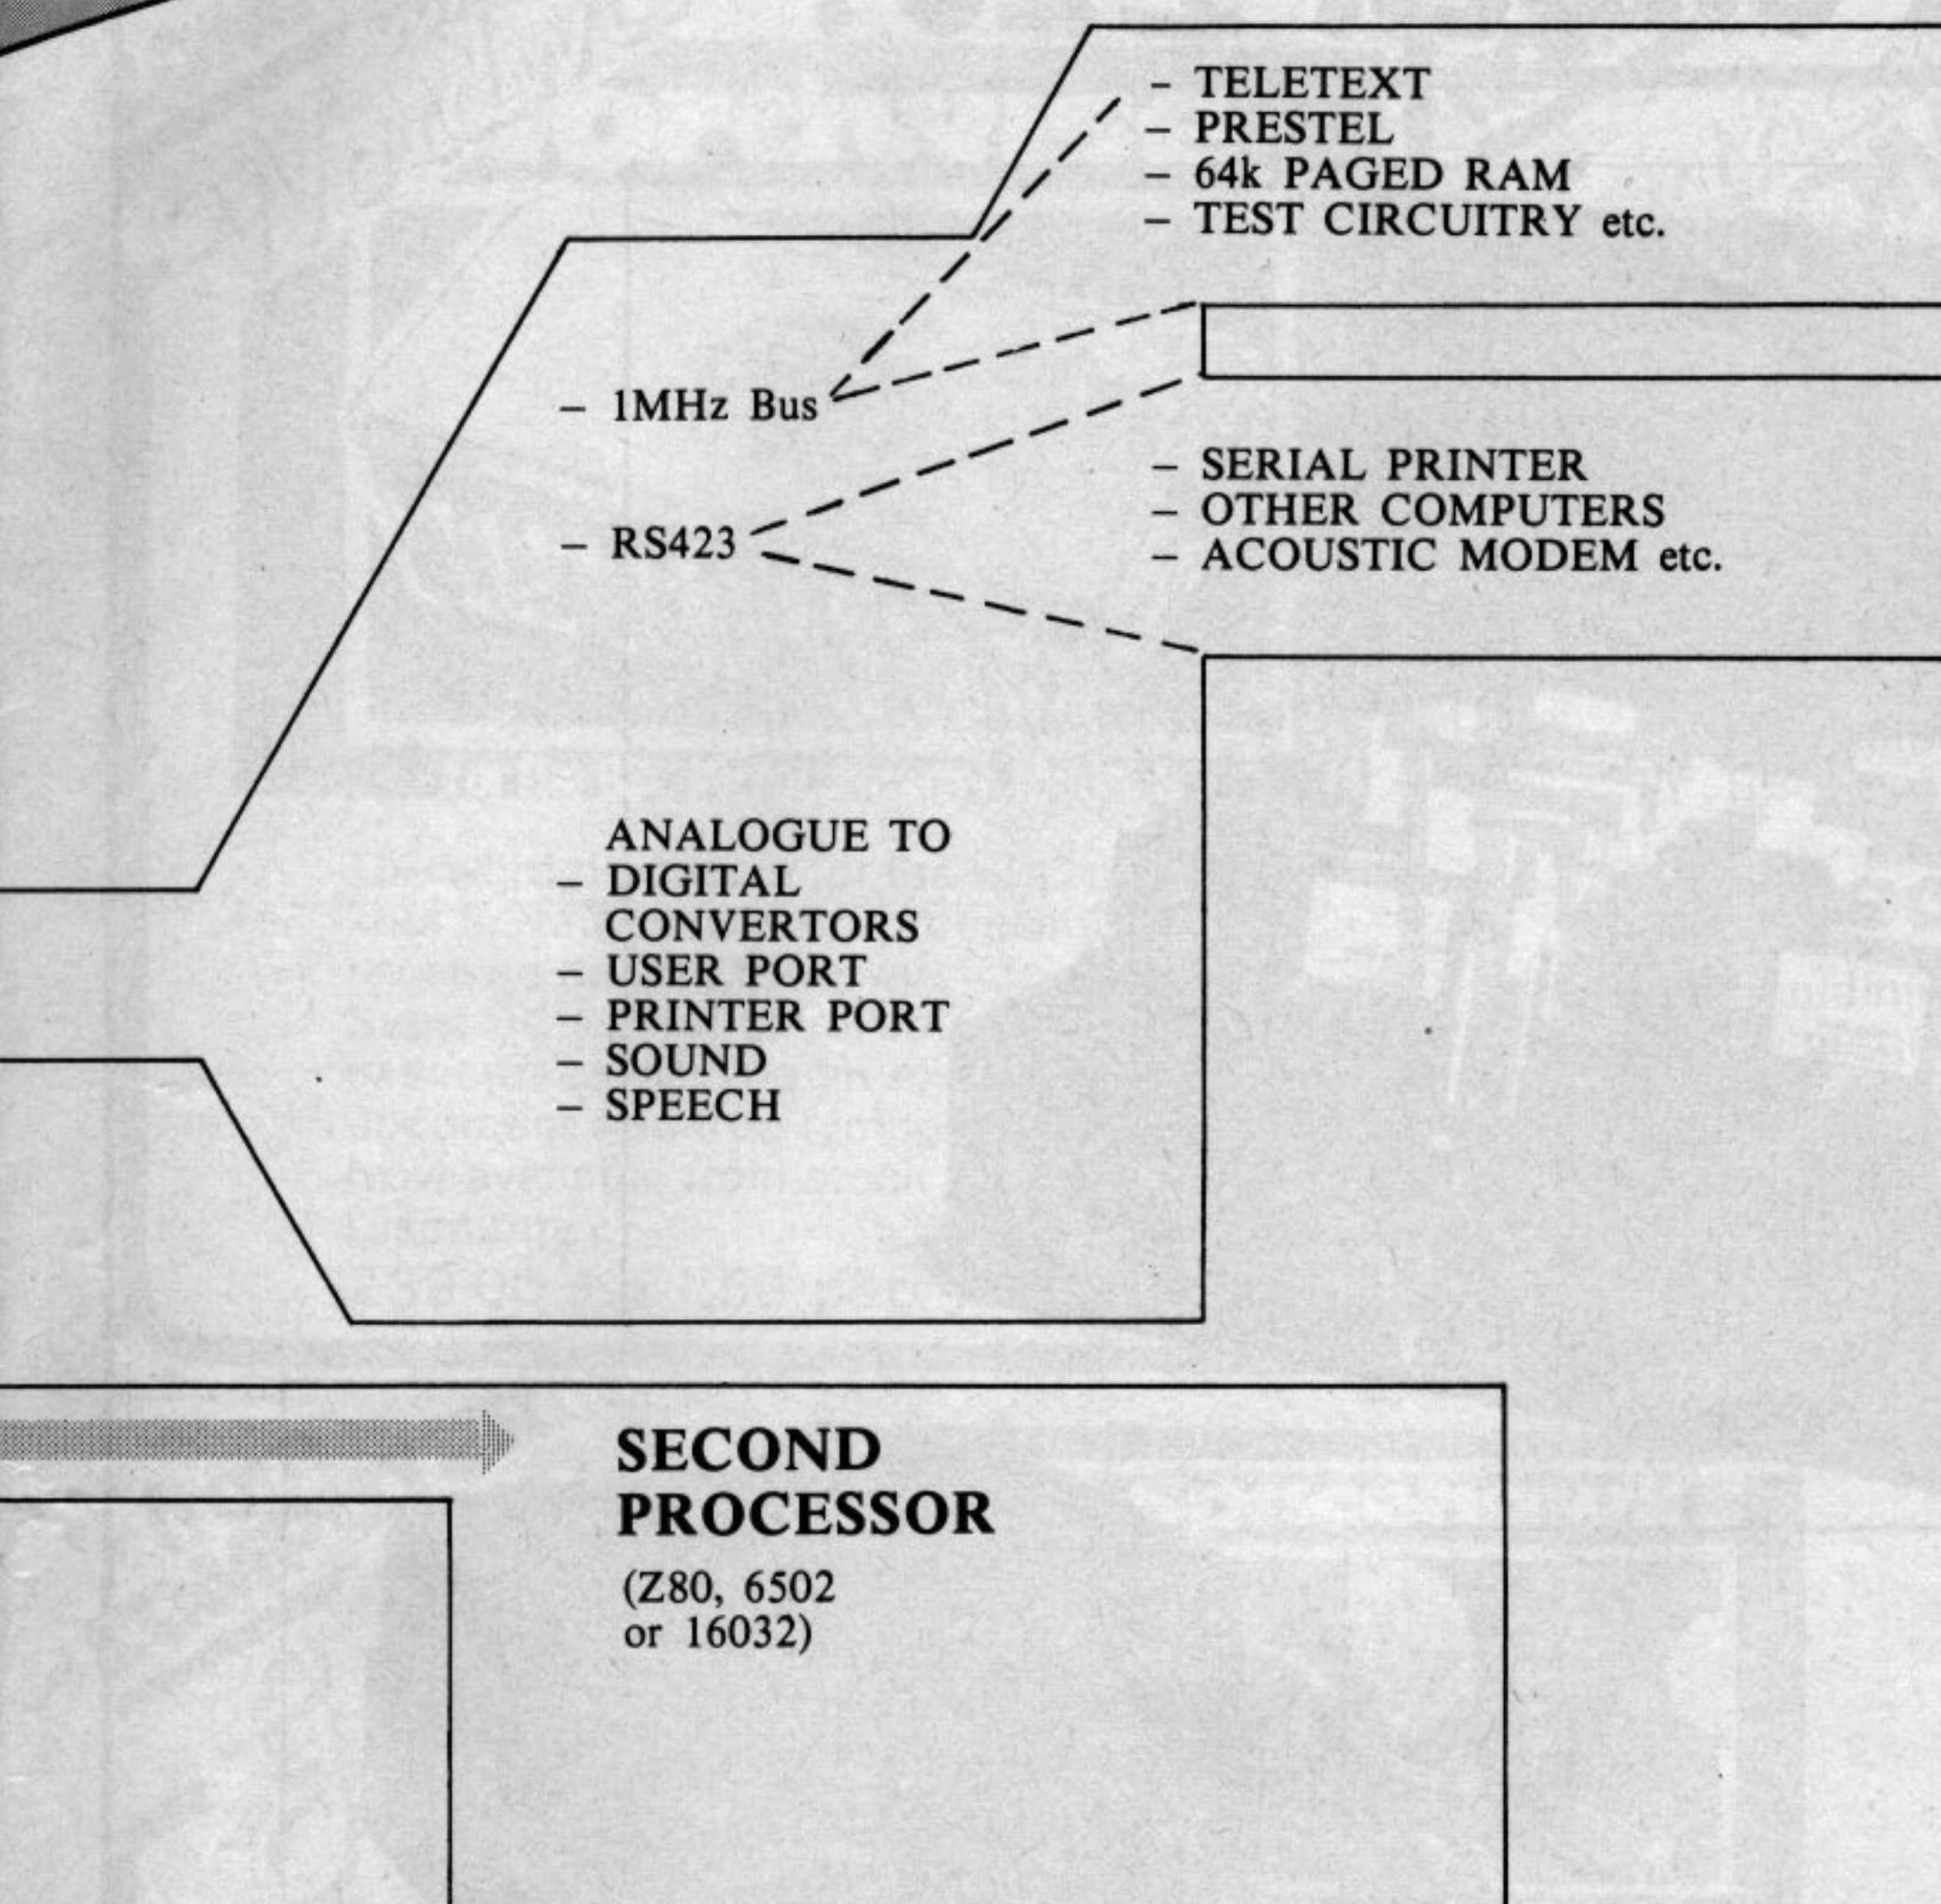 – TELETEXT
– PRESTEL
– 64k PAGED RAM
– TEST CIRCUITRY etc.
– 1MHz Bus
– SERIAL PRINTER
– OTHER COMPUTERS
– ACOUSTIC MODEM etc.
– RS423
ANALOGUE TO
– DIGITAL
CONVERTORS
– USER PORT
– PRINTER PORT
– SOUND
– SPEECH
SECOND
PROCESSOR
(Z80, 6502
or 16032)